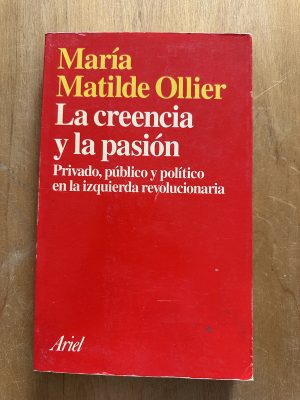 María
Matilde Ollier
La creencia
y la pasión
Privado, público y político
en la izquierda revolucionaria
Ariel